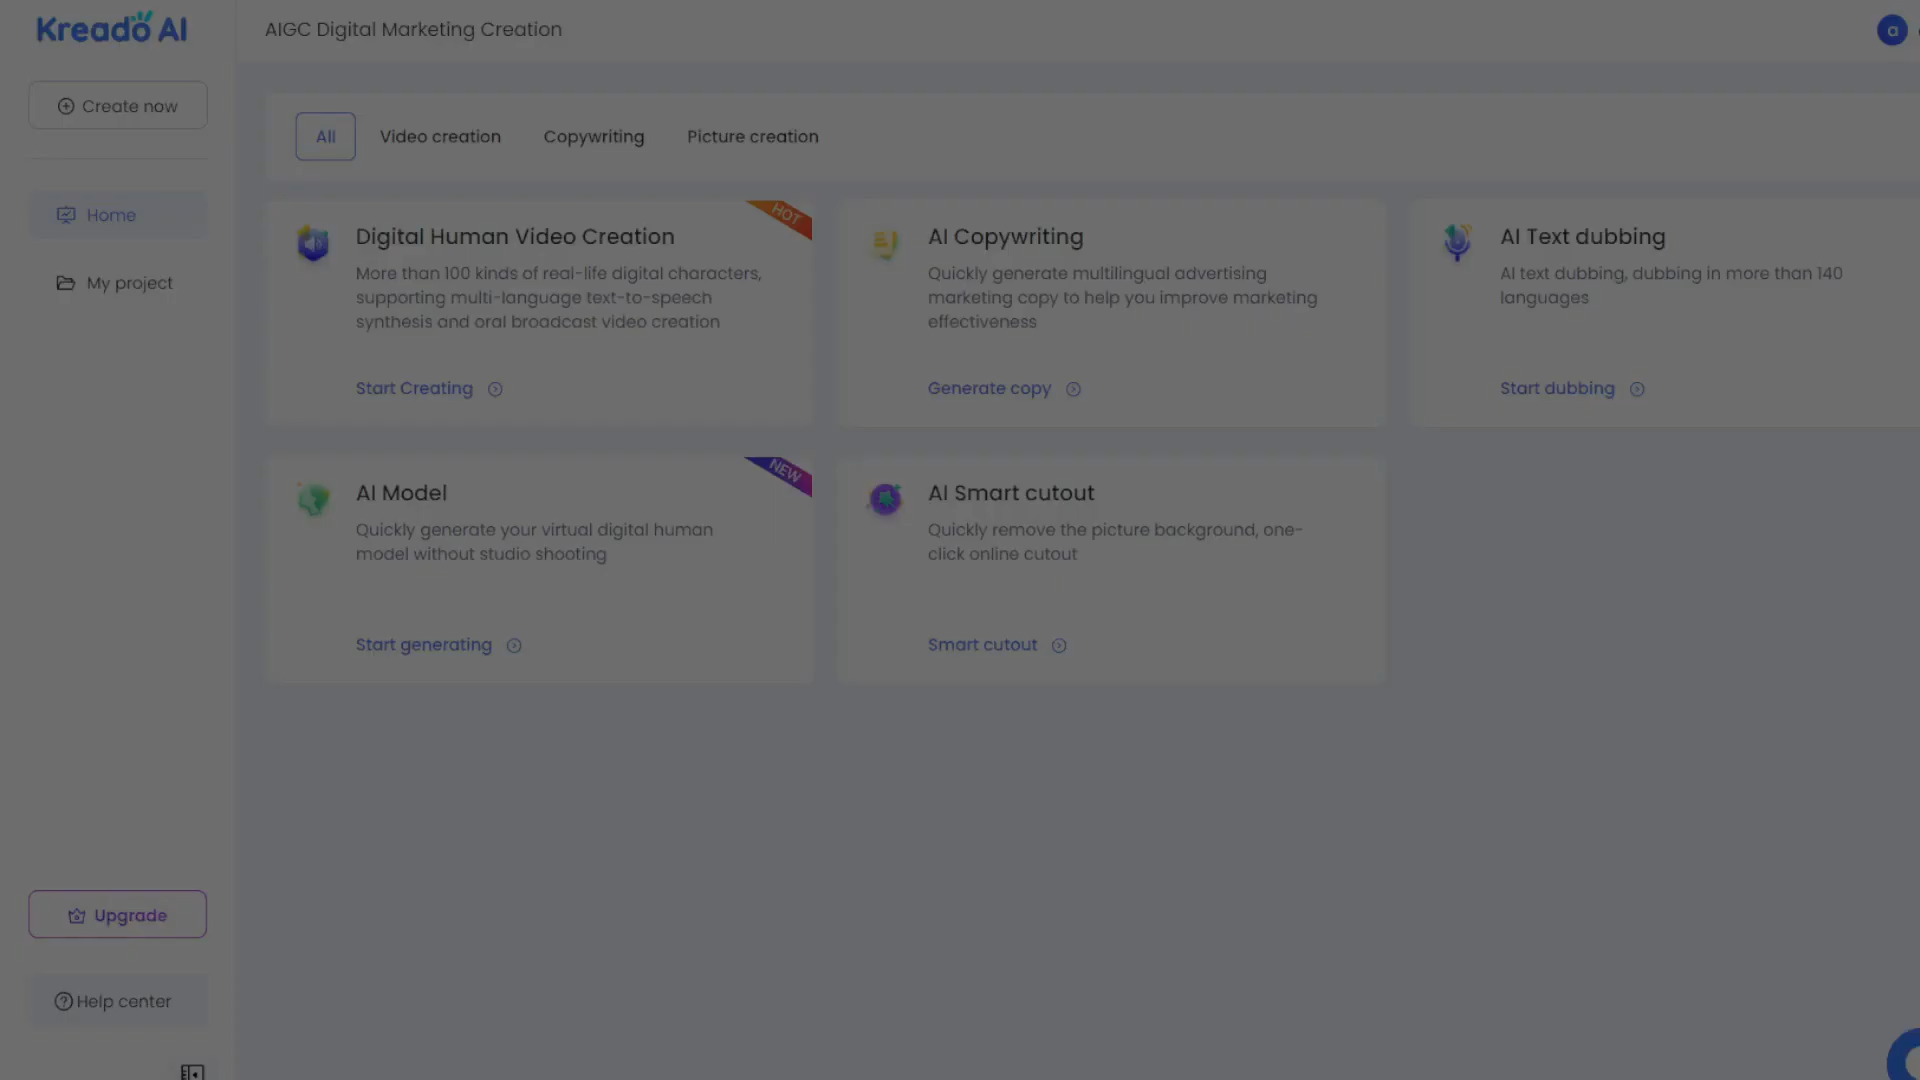 Kreado AI
AIGC Digital Marketing Creation
a
Create now
Home
My project
All
Video creation
Copywriting
Picture creation
HOT
Digital Human Video Creation
More than 100 kinds of real-life digital characters,
supporting multi-language text-to-speech
synthesis and oral broadcast video creation
Start Creating
AI Copywriting
Quickly generate multilingual advertising
marketing copy to help you improve marketing
effectiveness
Generate copy
AI Text dubbing
AI text dubbing, dubbing in more than 140
languages
Start dubbing
NEW
AI Model
Quickly generate your virtual digital human
model without studio shooting
Start generating
AI Smart cutout
Quickly remove the picture background, one-
click online cutout
Smart cutout
Upgrade
Help center